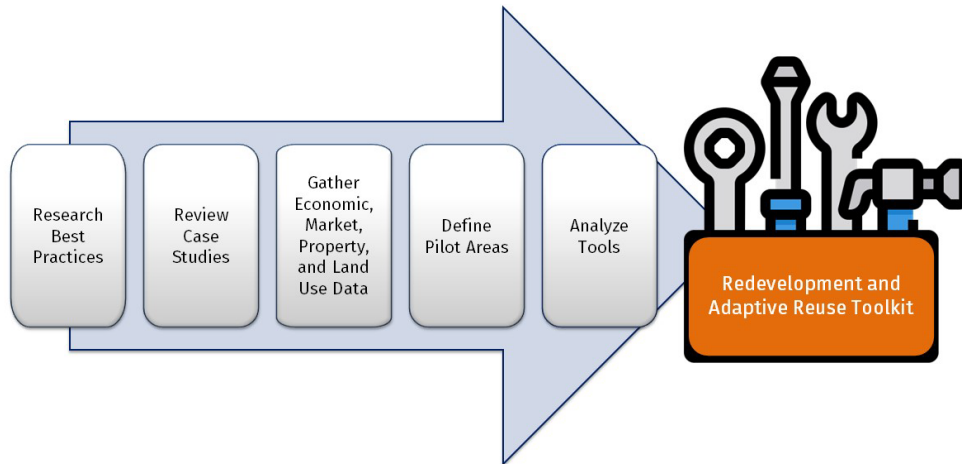 Research
Best
Practices
Review
Case
Studies
Gather
Economic,
Market,
Property,
and Land
Use Data
Define
Pilot Areas
Analyze
Tools
Redevelopment and
Adaptive Reuse Toolkit